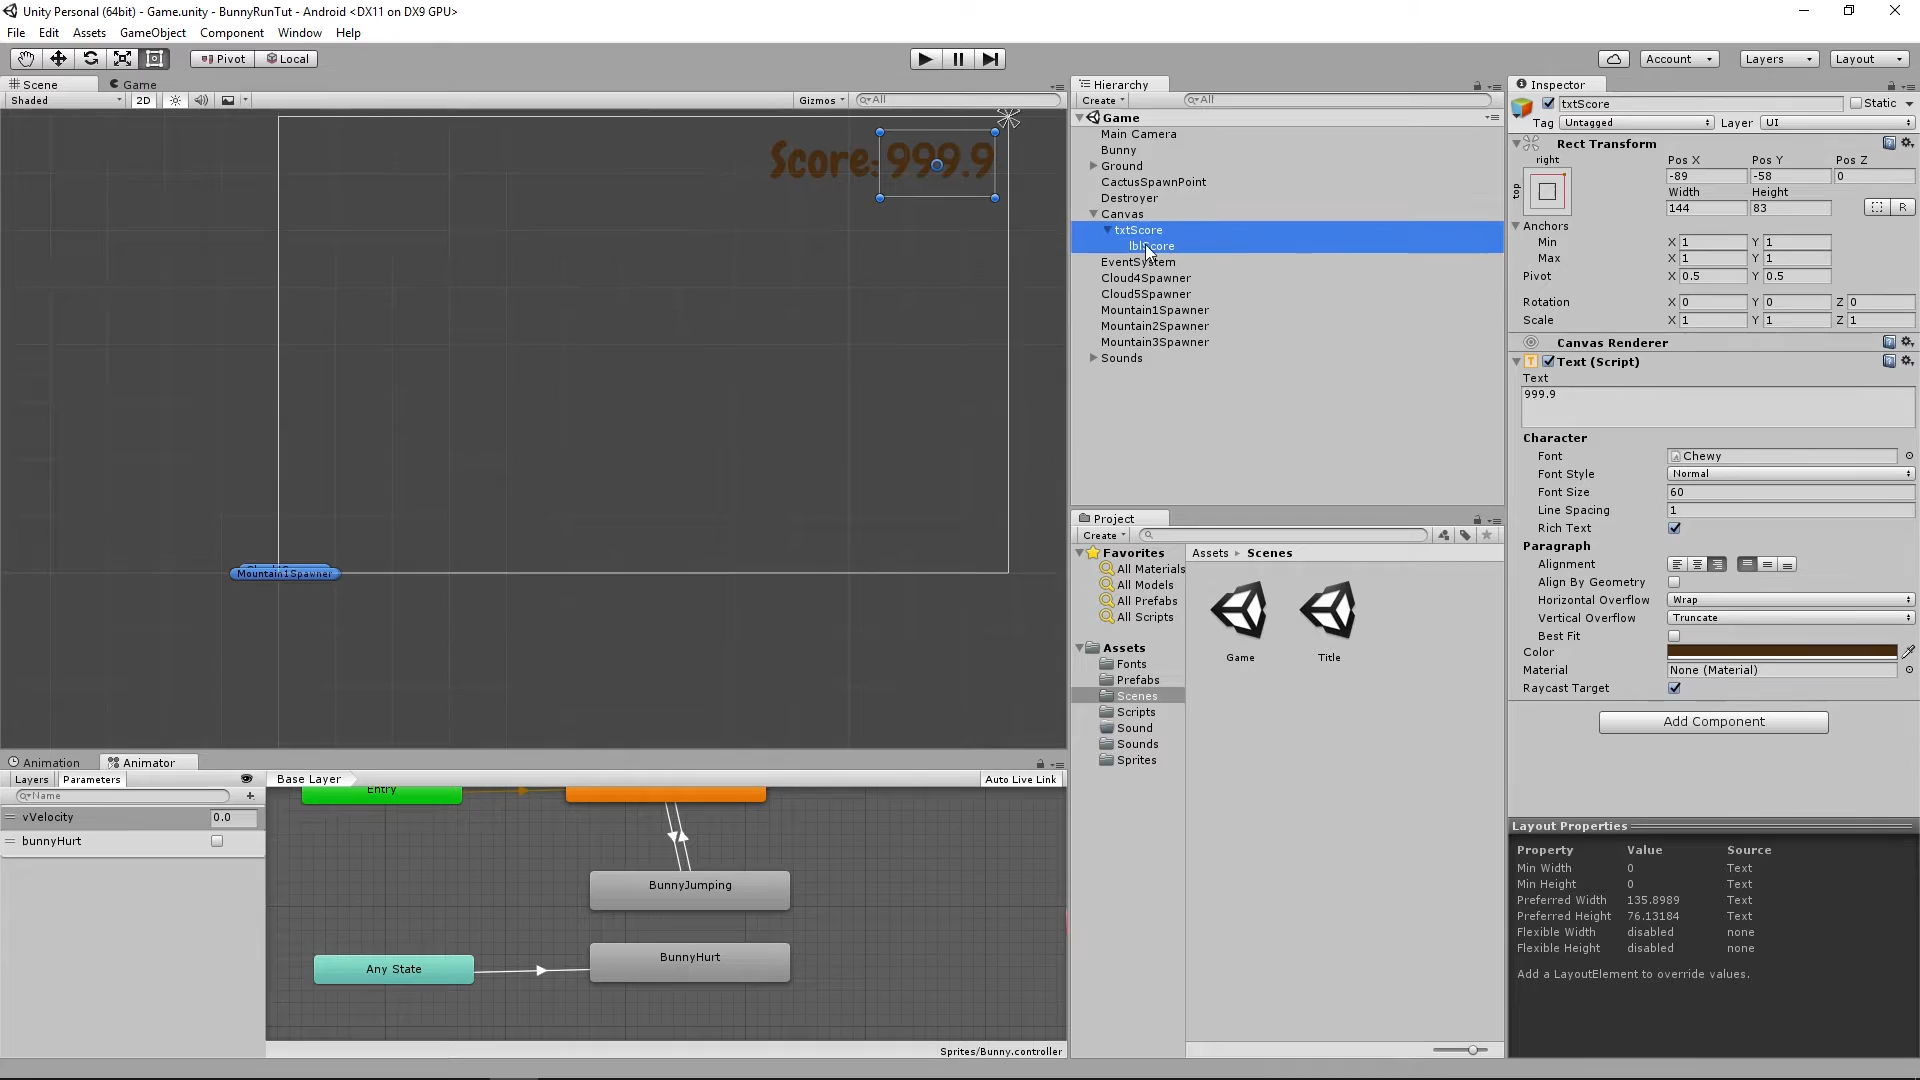 Unity Personal (64bit) - Game.unity - BunnyRunTut - Android <DX11 on DX9 GPU>
File Edit Assets GameObject Component Window Help
Pivot Local Account Layers Layout
Scene Game
Shaded 2D Gizmos All
Score: 999.9
Mountain1Spawner
Hierarchy
Create All
Game
Main Camera
Bunny
Ground
CactusSpawnPoint
Destroyer
Canvas
txtScore
lblScore
EventSystem
Cloud4Spawner
Cloud5Spawner
Mountain1Spawner
Mountain2Spawner
Mountain3Spawner
Sounds
Project
Create
Favorites
All Materials
All Models
All Prefabs
All Scripts
Assets
Fonts
Prefabs
Scenes
Scripts
Sound
Sounds
Sprites
Assets Scenes
Game Title
Inspector
txtScore Static
Tag Untagged Layer UI
Rect Transform
right
top
Pos X Pos Y Pos Z
-89 -58 0
Width Height
144 83 R
Anchors
Min X 1 Y 1
Max X 1 Y 1
Pivot X 0.5 Y 0.5
Rotation X 0 Y 0 Z 0
Scale X 1 Y 1 Z 1
Canvas Renderer
Text (Script)
Text
999.9
Character
Font Chewy
Font Style Normal
Font Size 60
Line Spacing 1
Rich Text
Paragraph
Alignment
Align By Geometry
Horizontal Overflow Wrap
Vertical Overflow Truncate
Best Fit
Color
Material None (Material)
Raycast Target
Add Component
Layout Properties
Property Value Source
Min Width 0 Text
Min Height 0 Text
Preferred Width 135.8989 Text
Preferred Height 76.13184 Text
Flexible Width disabled none
Flexible Height disabled none
Add a LayoutElement to override values.
Animation Animator
Layers Parameters
Name
vVelocity 0.0
bunnyHurt
Base Layer Auto Live Link
Entry
BunnyJumping
BunnyHurt
Any State
Sprites/Bunny.controller